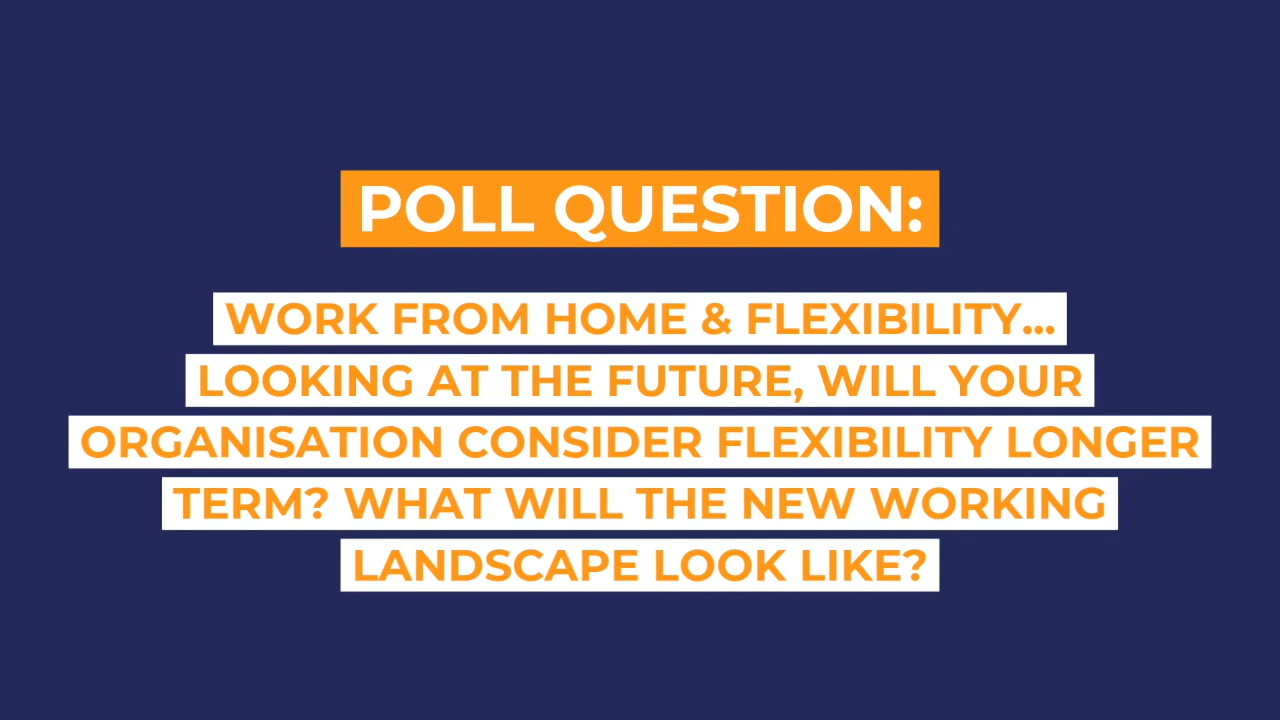 POLL QUESTION:
WORK FROM HOME & FLEXIBILITY...
LOOKING AT THE FUTURE, WILL YOUR
ORGANISATION CONSIDER FLEXIBILITY LONGER
TERM? WHAT WILL THE NEW WORKING
LANDSCAPE LOOK LIKE?